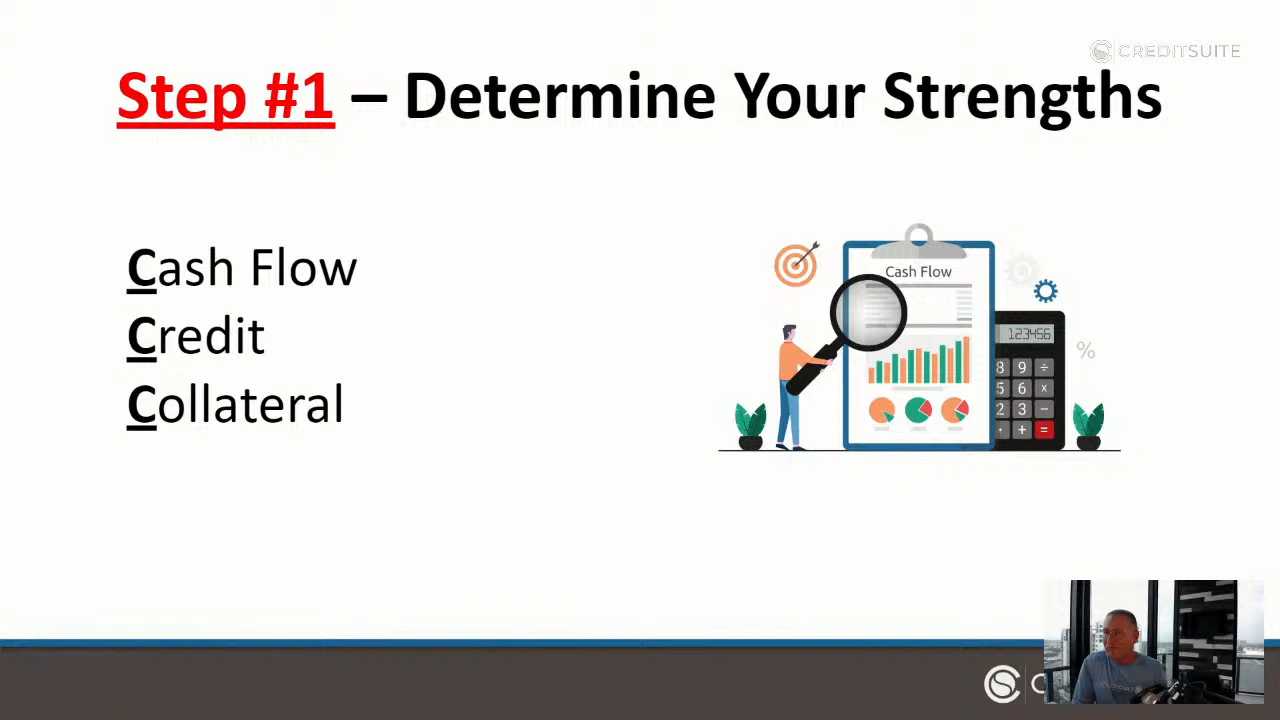 CREDITSUITE
Step #1 – Determine Your Strengths
Cash Flow
Credit
Collateral
Cash Flow
123456
%
8 9 ÷
5 6 x
2 3 −
· + =
C